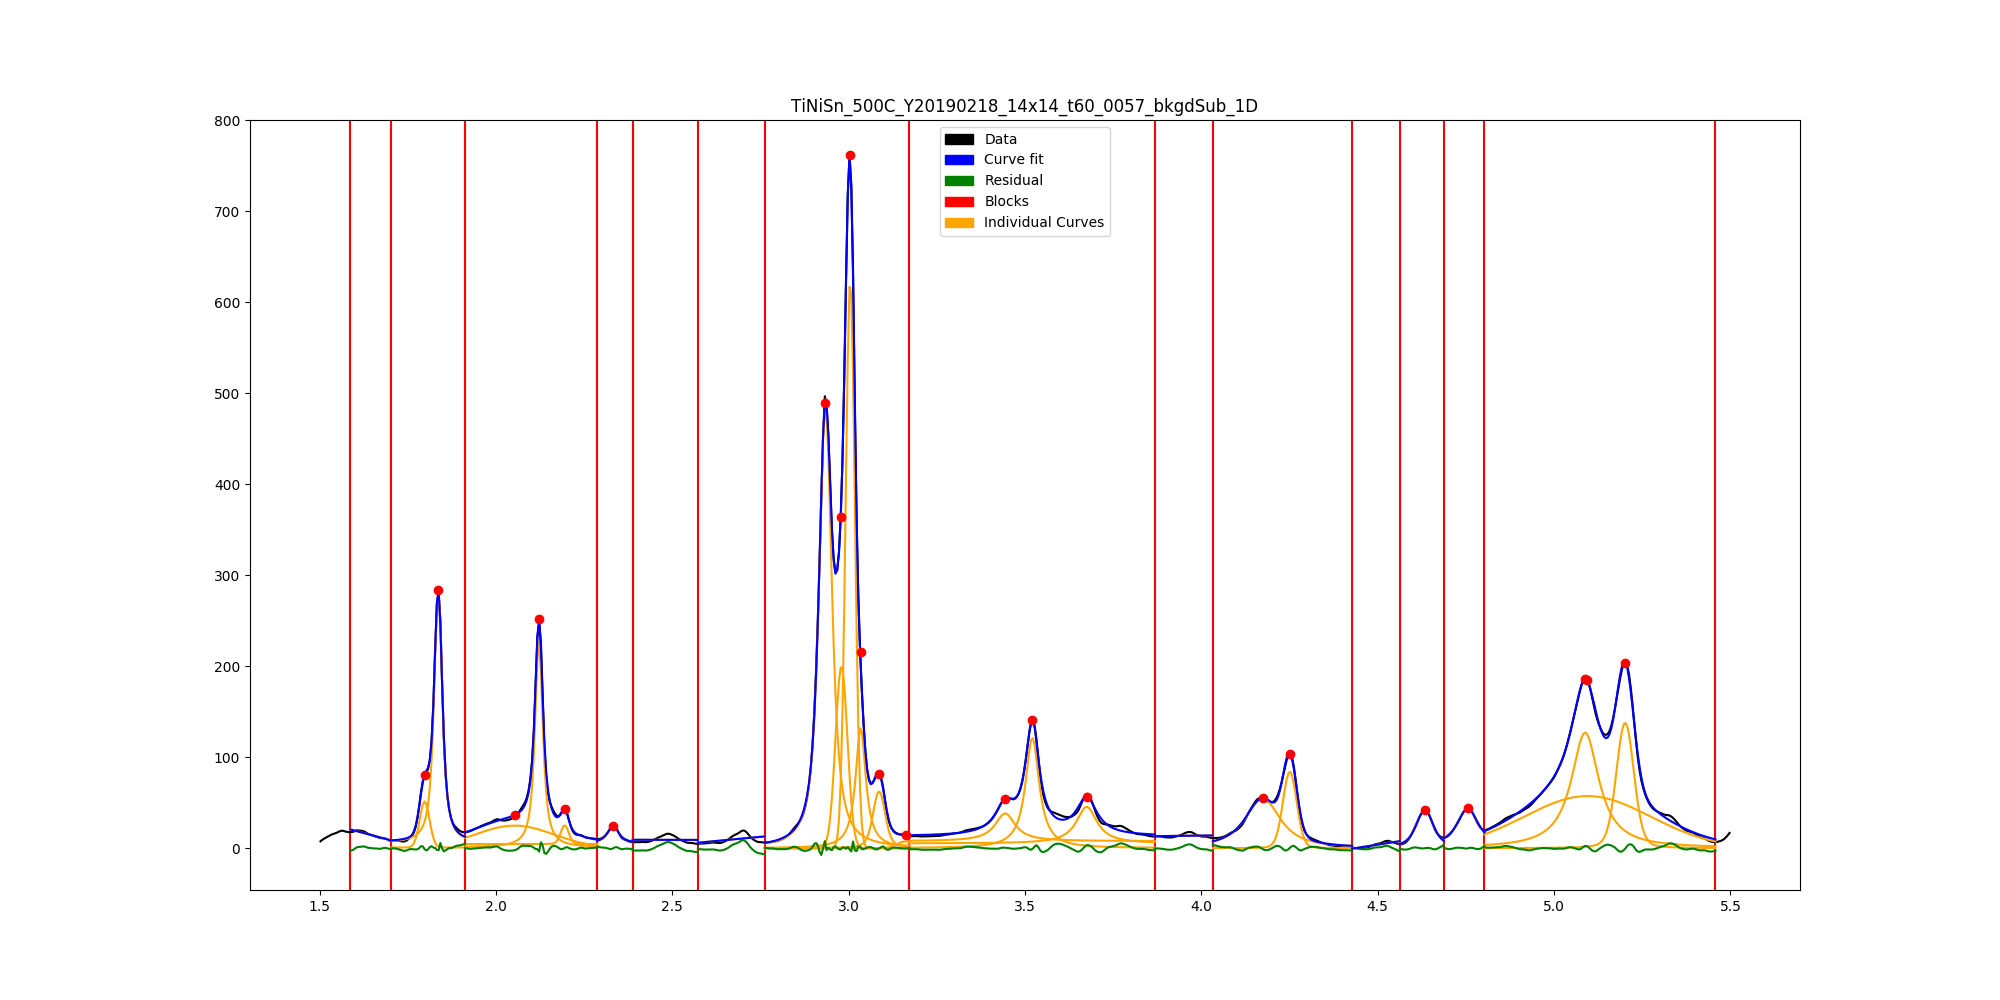 TiNiSn_500C_Y20190218_14x14_t60_0057_bkgdSub_1D
Data
Curve fit
Residual
Blocks
Individual Curves
800
700
600
500
400
300
200
100
0
1.5 2.0 2.5 3.0 3.5 4.0 4.5 5.0 5.5